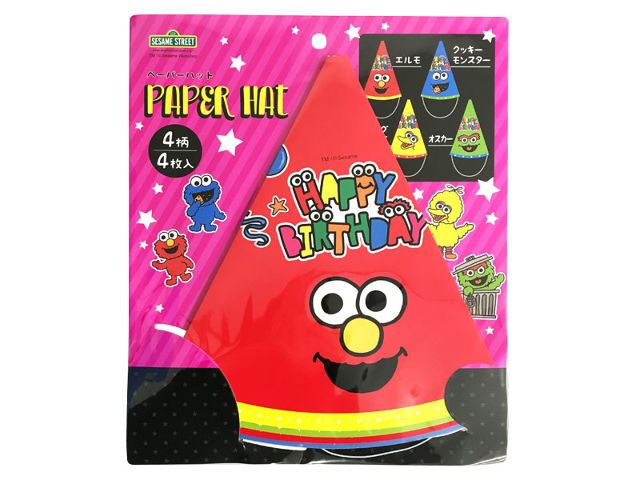 SESAME STREET
ペーパーハット
PAPER HAt
4柄
4枚入
エルモ
クッキー
モンスター
グ
オスカー
HAPPY
BIRTHDAY